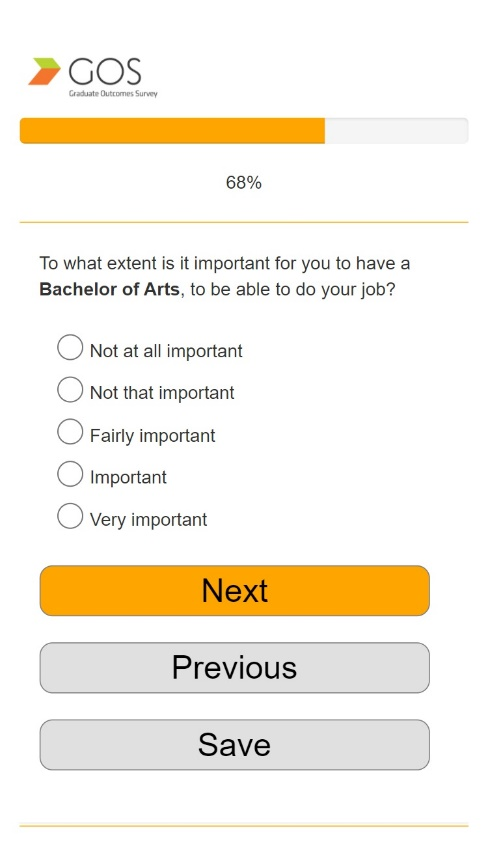 GOS
Graduate Outcomes Survey
68%
To what extent is it important for you to have a
Bachelor of Arts, to be able to do your job?
Not at all important
Not that important
Fairly important
Important
Very important
Next
Previous
Save